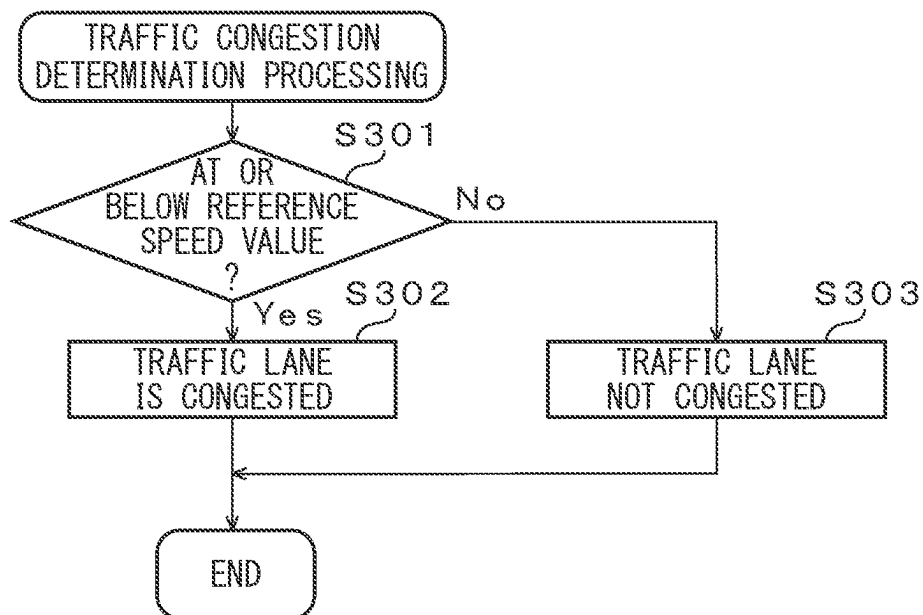 TRAFFIC CONGESTION
DETERMINATION PROCESSING
S301
AT OR
BELOW REFERENCE
SPEED VALUE
?
No
Yes
S302
TRAFFIC LANE
IS CONGESTED
S303
TRAFFIC LANE
NOT CONGESTED
END